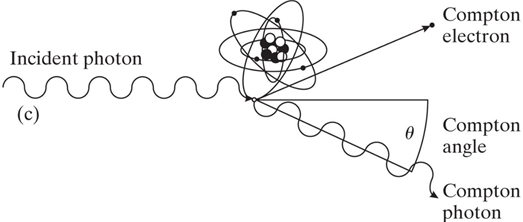 Compton
electron
Incident photon
(c)
θ
Compton
angle
Compton
photon